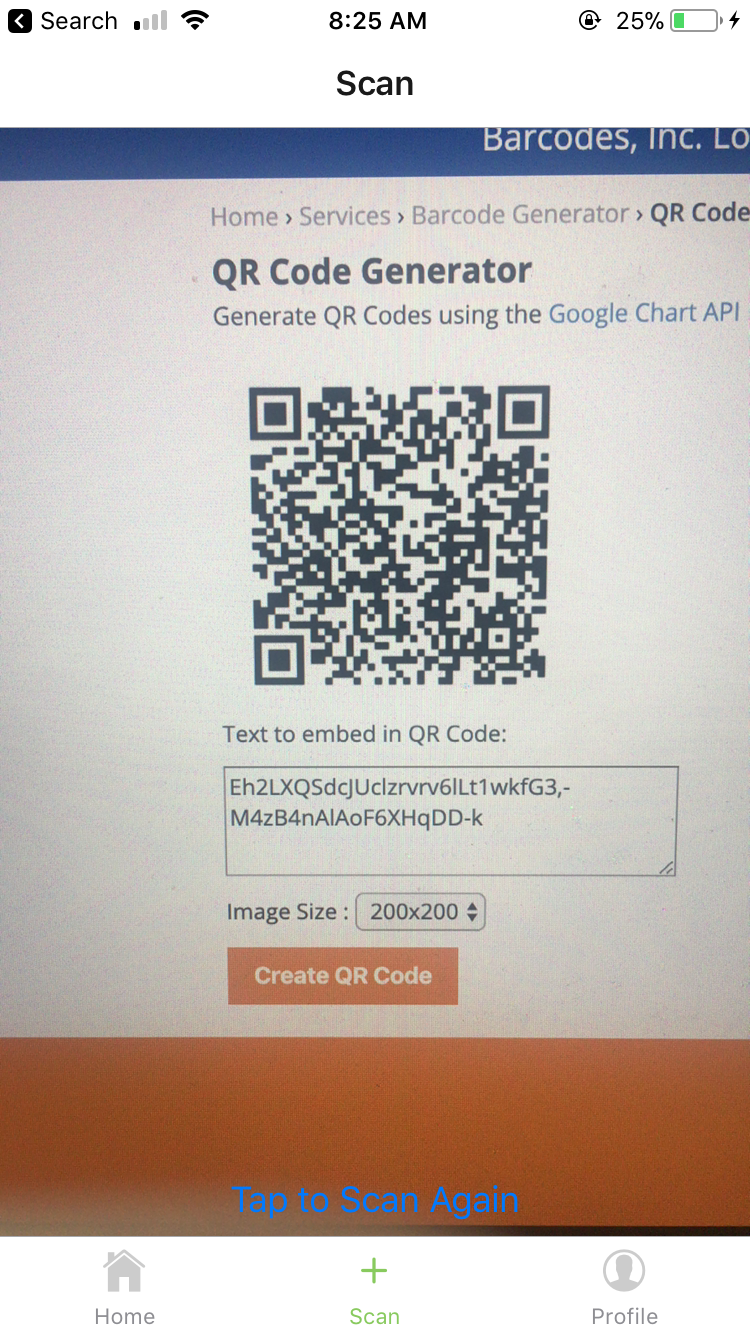 Search 8:25 AM 25%
Scan
Barcodes, Inc. Lo
Home › Services › Barcode Generator › QR Code
QR Code Generator
Generate QR Codes using the Google Chart API
Text to embed in QR Code:
Eh2LXQSdcJUclzrvrv6lLt1wkfG3,-
M4zB4nAlAoF6XHqDD-k
Image Size : 200x200
Create QR Code
Tap to Scan Again
Home Scan Profile